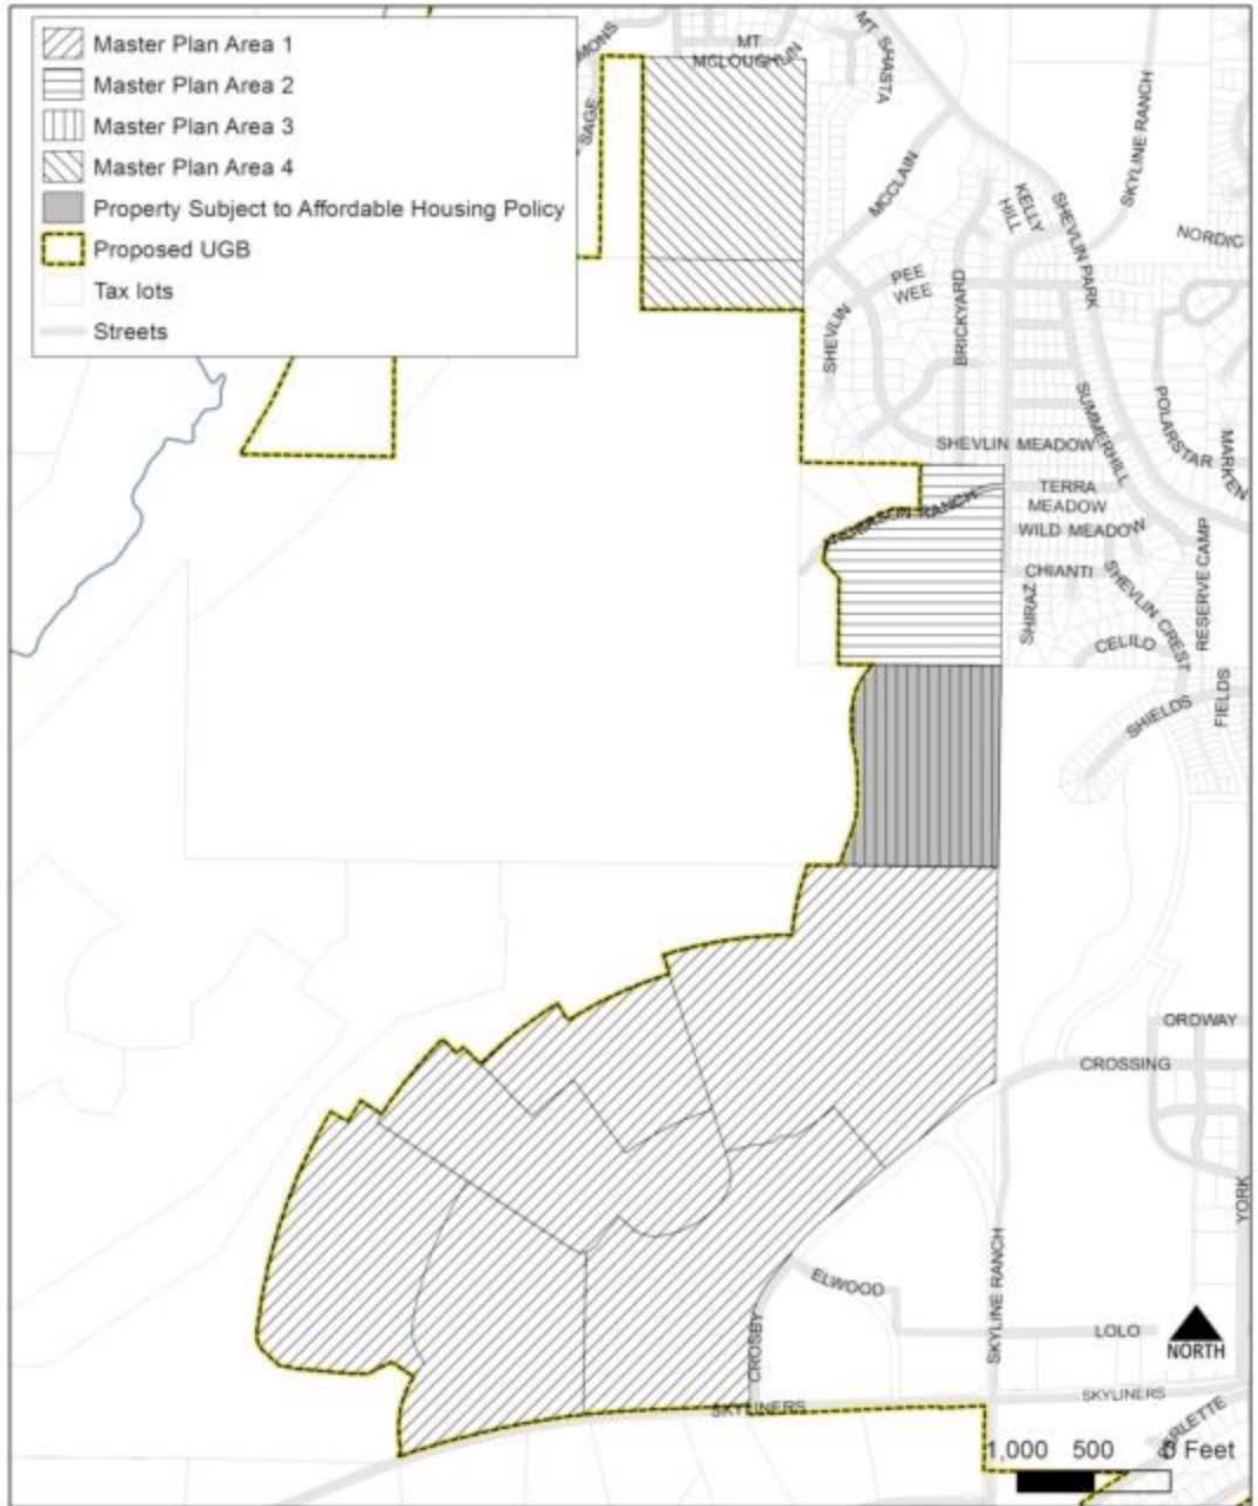 Master Plan Area 1
Master Plan Area 2
Master Plan Area 3
Master Plan Area 4
Property Subject to Affordable Housing Policy
Proposed UGB
Tax lots
Streets
SAGE
MT
MCLOUGHLIN
MT SHASTA
SKYLINE RANCH
MCCLAIN
KELLY
HILL
SHEVLIN PARK
NORDIC
PEE
WEE
BRICKYARD
SHEVLIN
SUMMERHILL
POLARSTAR
MARKEN
SHEVLIN MEADOW
TERRA
MEADOW
WILD MEADOW
RANCH
CHIANTI
SHIRAZ
SHEVLIN CREST
RESERVE CAMP
CELILO
FIELDS
SHIELDS
ORDWAY
CROSSING
YORK
ELWOOD
SKYLINE RANCH
CROSBY
LOLO
NORTH
SKYLINERS
SKYLINERS
1,000 500 0 Feet